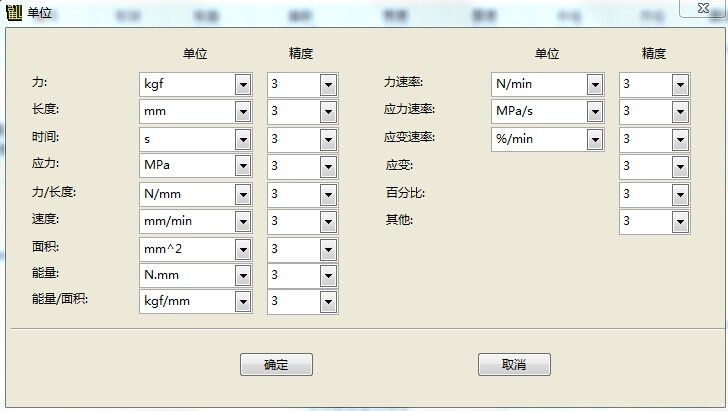 单位
单位 精度 单位 精度
力: kgf 3 力速率: N/min 3
长度: mm 3 应力速率: MPa/s 3
时间: s 3 应变速率: %/min 3
应力: MPa 3 应变: 3
力/长度: N/mm 3 百分比: 3
速度: mm/min 3 其他: 3
面积: mm^2 3
能量: N.mm 3
能量/面积: kgf/mm 3
确定 取消